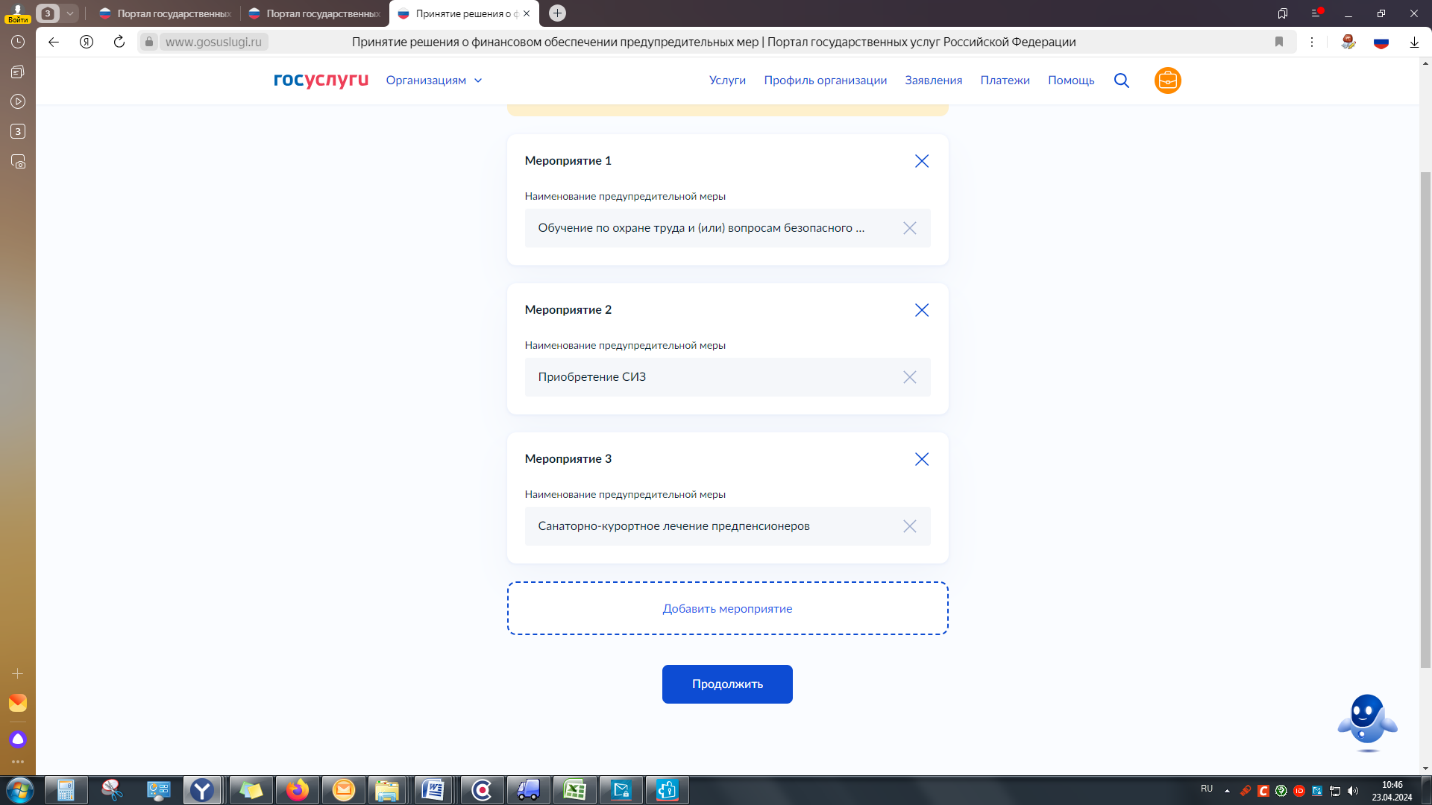 Войти
3
Портал государственных
Портал государственных
Принятие решения о ф
www.gosuslugi.ru
Принятие решения о финансовом обеспечении предупредительных мер | Портал государственных услуг Российской Федерации
3
госуслуги
Организациям
Услуги
Профиль организации
Заявления
Платежи
Помощь
Мероприятие 1
Наименование предупредительной меры
Обучение по охране труда и (или) вопросам безопасного ...
Мероприятие 2
Наименование предупредительной меры
Приобретение СИЗ
Мероприятие 3
Наименование предупредительной меры
Санаторно-курортное лечение предпенсионеров
Добавить мероприятие
Продолжить
RU
10:46
23.04.2024